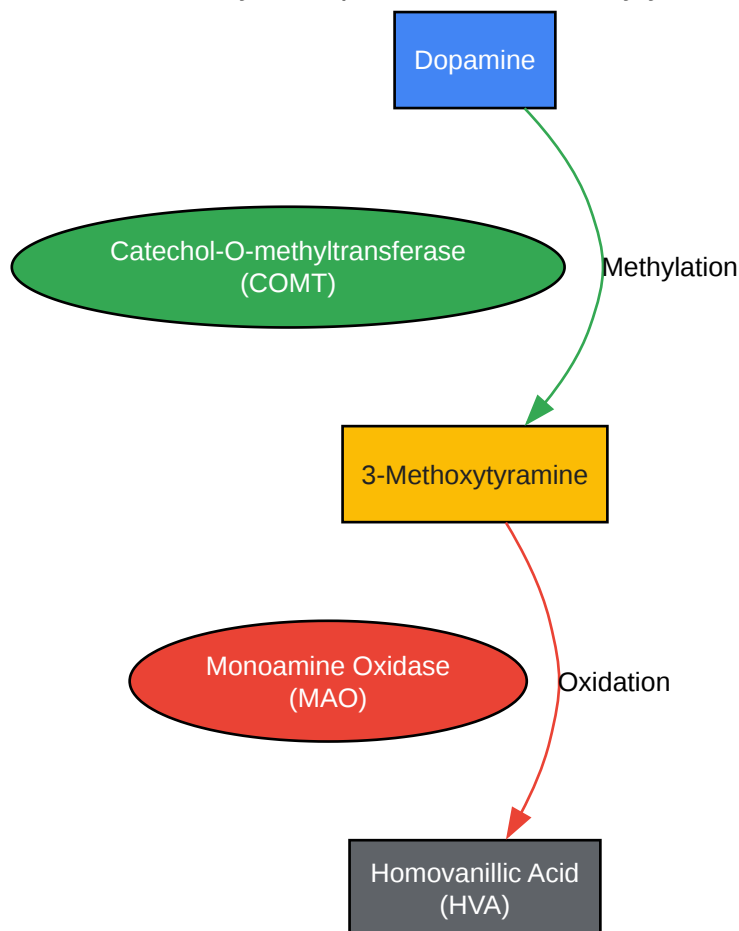 Dopamine
Catechol-O-methyltransferase
(COMT)
Methylation
3-Methoxytyramine
Monoamine Oxidase
(MAO)
Oxidation
Homovanillic Acid
(HVA)